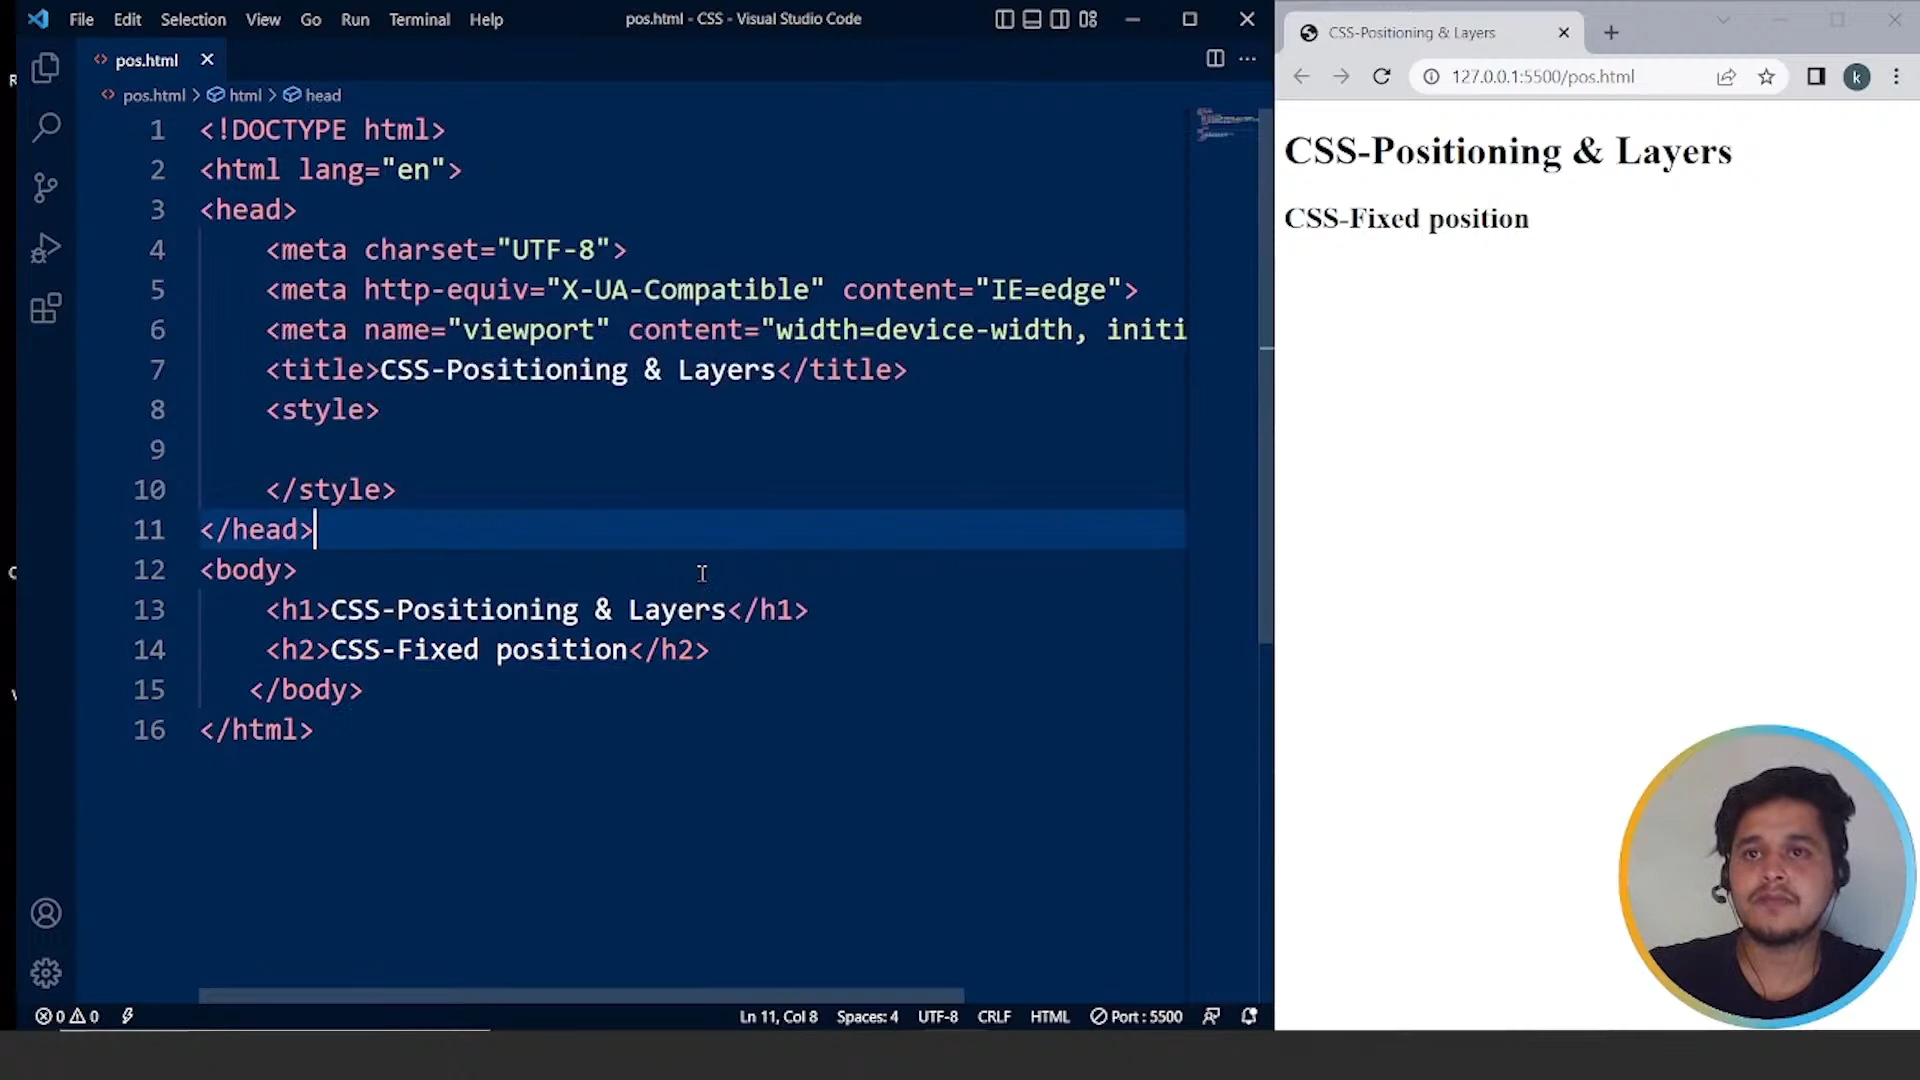 File Edit Selection View Go Run Terminal Help pos.html - CSS - Visual Studio Code
pos.html
pos.html > html > head
1 <!DOCTYPE html>
2 <html lang="en">
3 <head>
4 <meta charset="UTF-8">
5 <meta http-equiv="X-UA-Compatible" content="IE=edge">
6 <meta name="viewport" content="width=device-width, initi
7 <title>CSS-Positioning & Layers</title>
8 <style>
9
10 </style>
11 </head>
12 <body>
13 <h1>CSS-Positioning & Layers</h1>
14 <h2>CSS-Fixed position</h2>
15 </body>
16 </html>
0 0 Ln 11, Col 8 Spaces: 4 UTF-8 CRLF HTML Port : 5500
CSS-Positioning & Layers
127.0.0.1:5500/pos.html k
CSS-Positioning & Layers
CSS-Fixed position